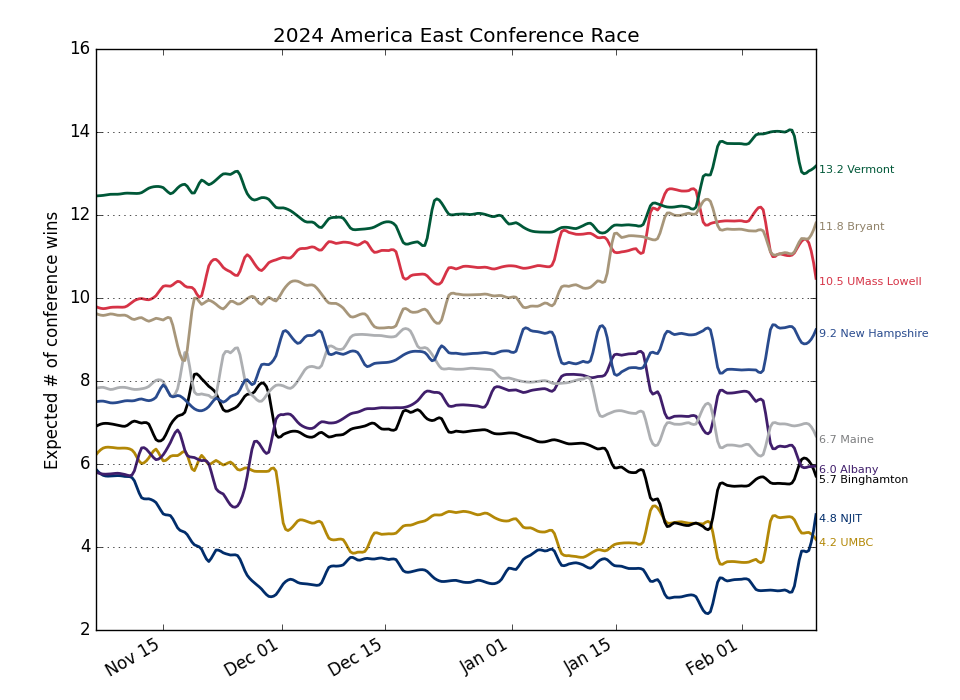 2024 America East Conference Race
Expected # of conference wins
16
14
12
10
8
6
4
2
13.2 Vermont
11.8 Bryant
10.5 UMass Lowell
9.2 New Hampshire
6.7 Maine
6.0 Albany
5.7 Binghamton
4.8 NJIT
4.2 UMBC
Nov 15
Dec 01
Dec 15
Jan 01
Jan 15
Feb 01